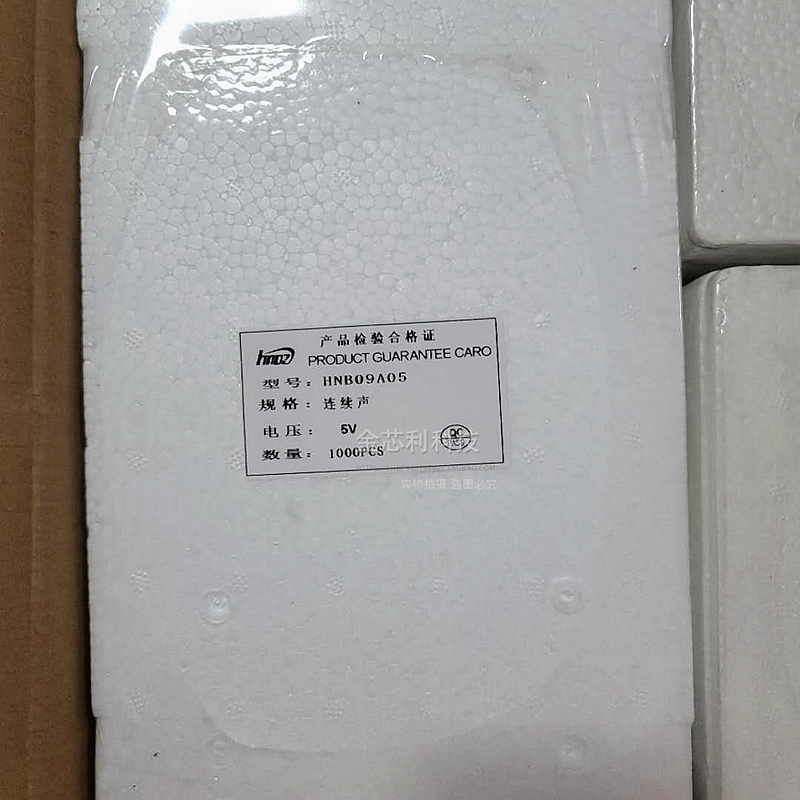 产品检验合格证
hndz PRODUCT GUARANTEE CARO
型号: HNB09A05
规格: 连续声
电压: 5V
数量: 1000PCS
QC
金芯利科技
实物拍摄 盗图必究